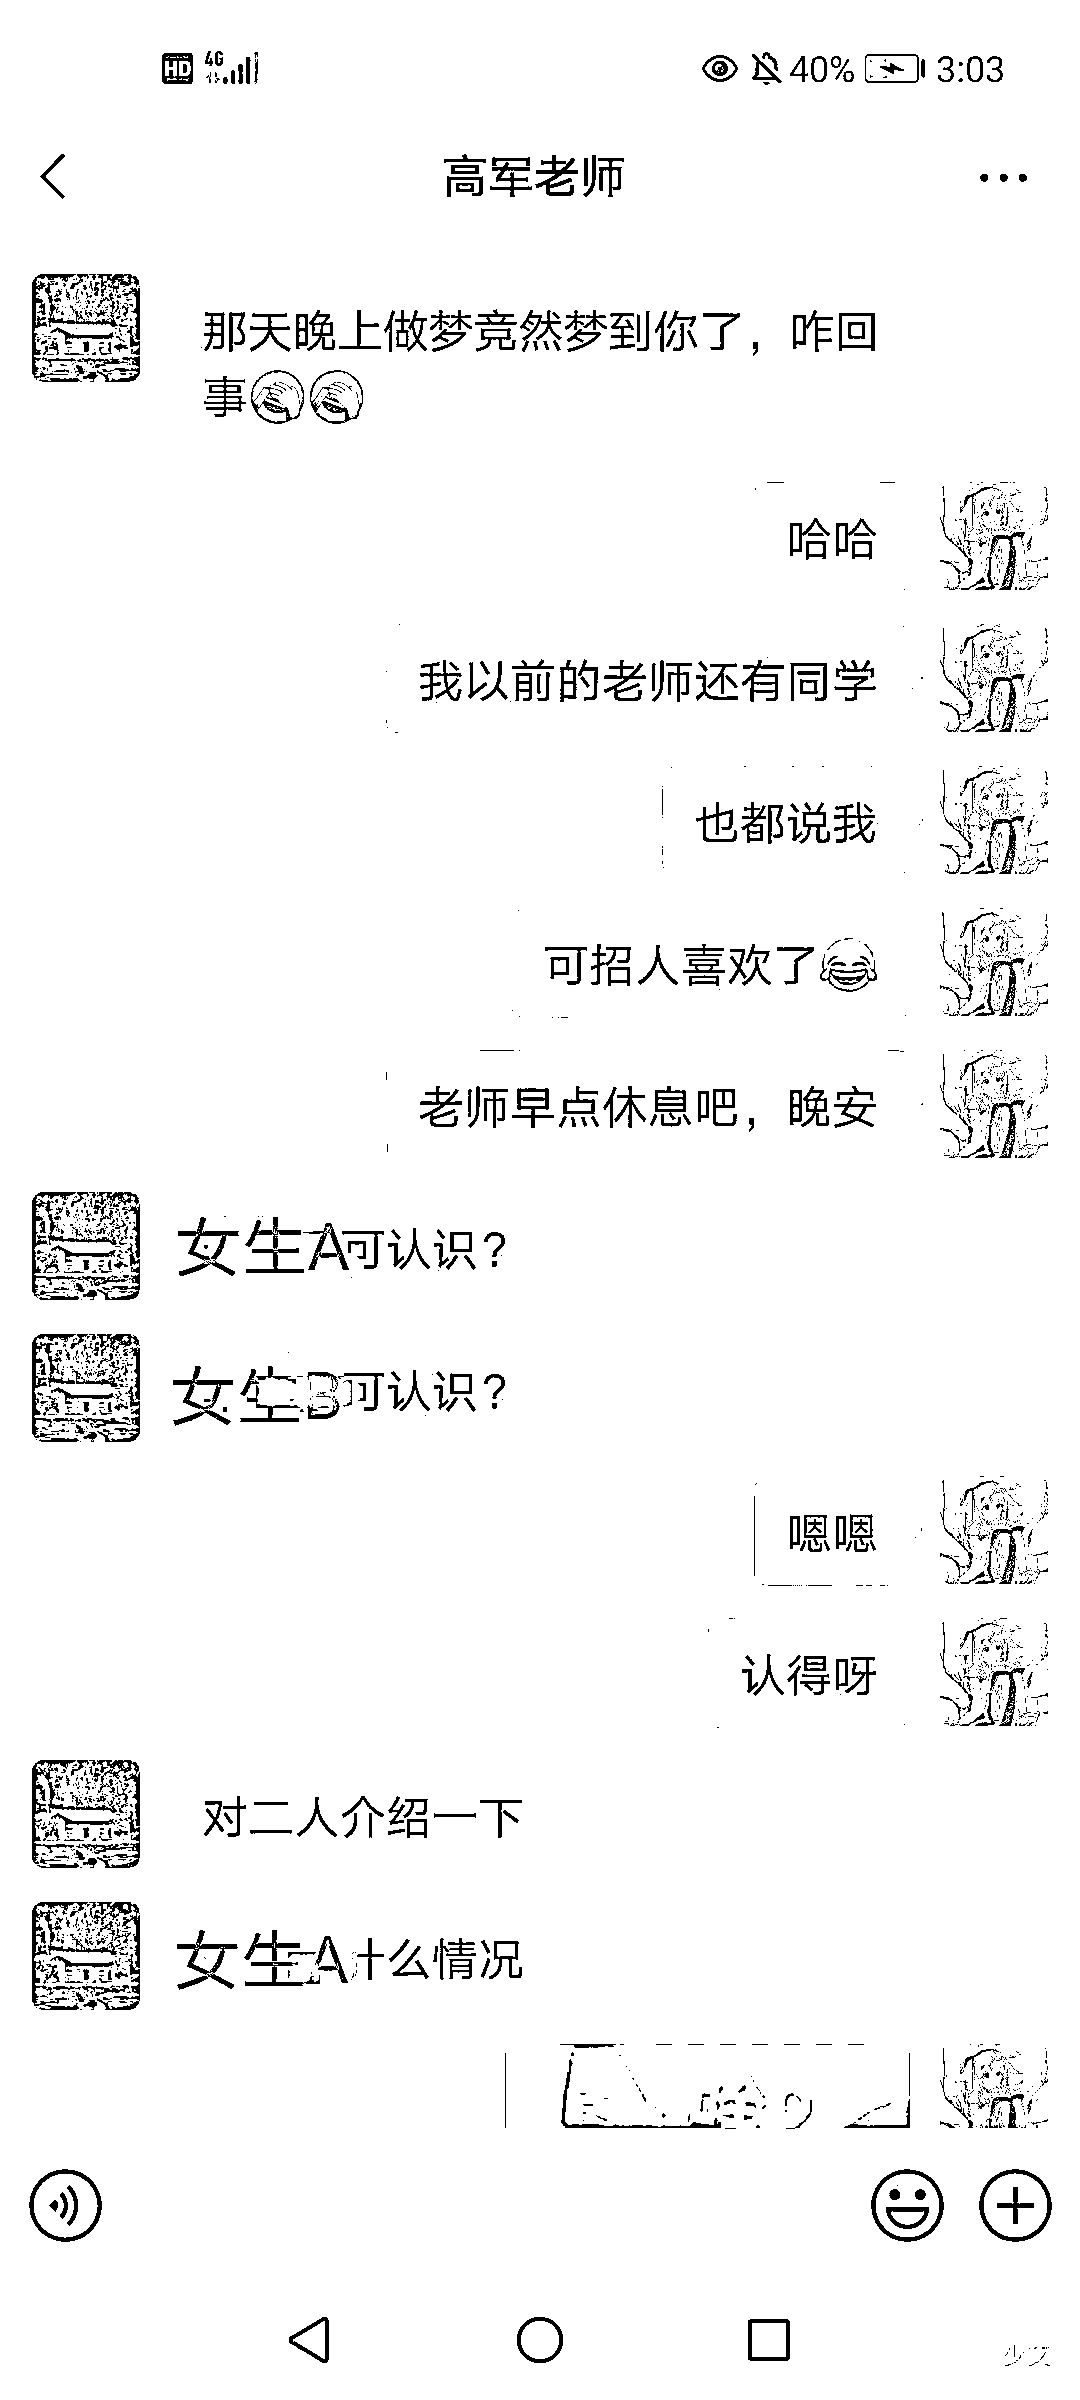 HD 4G 40% 3:03
高军老师
那天晚上做梦竟然梦到你了，咋回
事
哈哈
我以前的老师还有同学
也都说我
可招人喜欢了
老师早点休息吧，晚安
女生A可认识？
女生B可认识？
嗯嗯
认得呀
对二人介绍一下
女生A什么情况